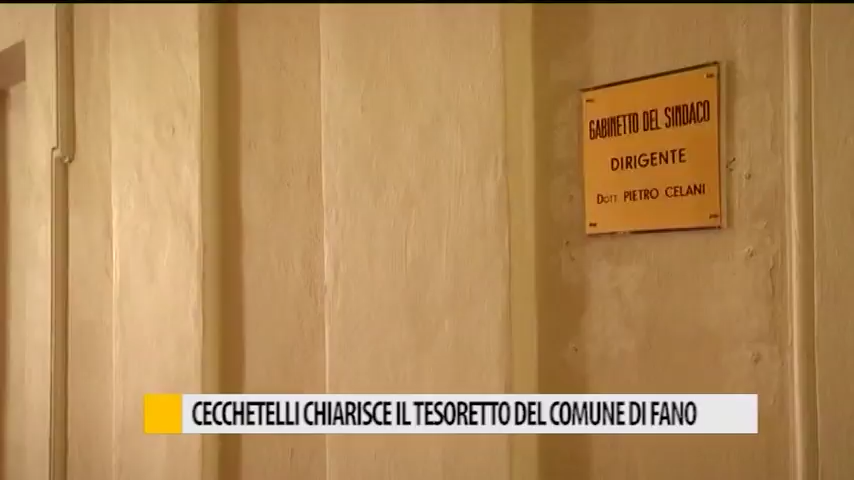 GABINETTO DEL SINDACO
DIRIGENTE
DOTT. PIETRO CELANI
CECCHETELLI CHIARISCE IL TESORETTO DEL COMUNE DI FANO